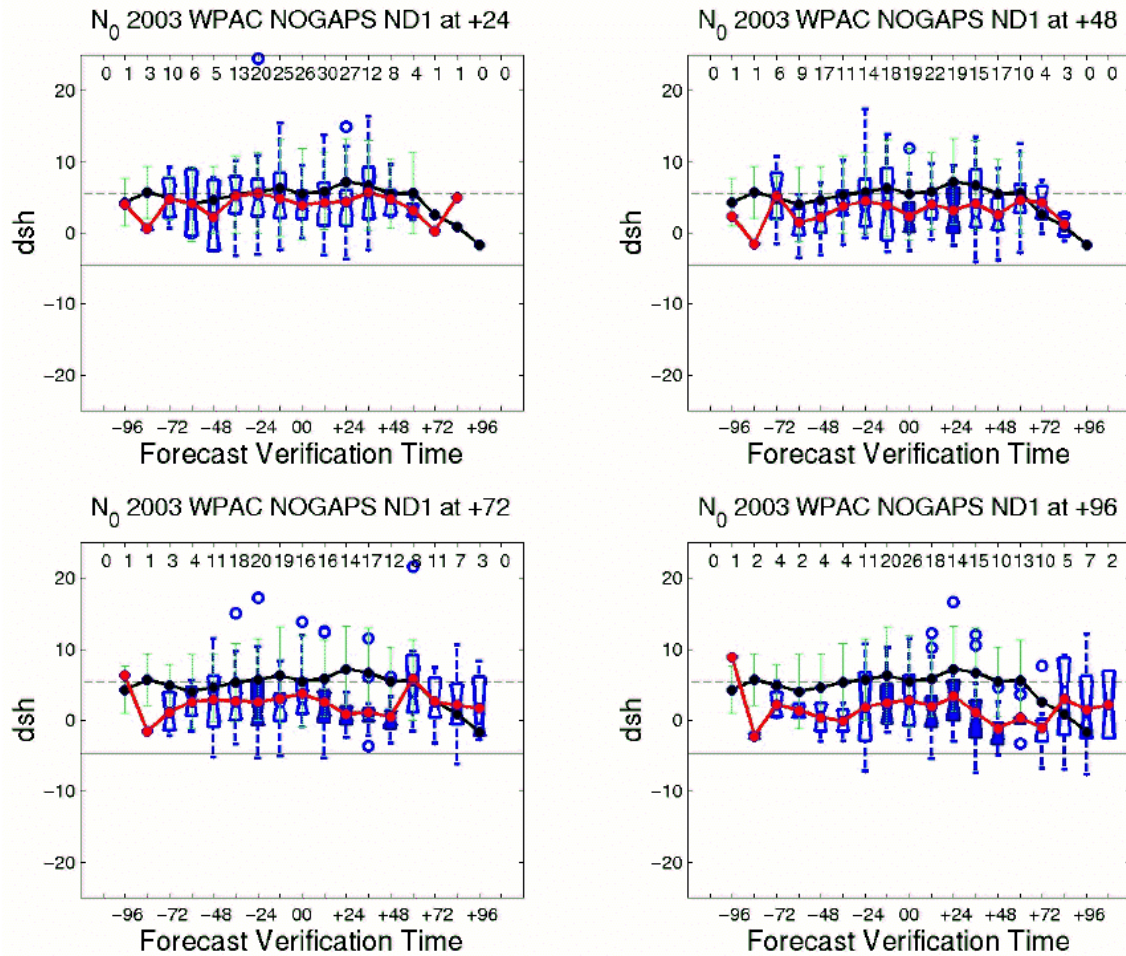 N0 2003 WPAC NOGAPS ND1 at +24
0 1 3 10 6 5 13 20 25 26 30 27 12 8 4 1 1 0 0
20
10
0
−10
−20
dsh
−96 −72 −48 −24 00 +24 +48 +72 +96
Forecast Verification Time
N0 2003 WPAC NOGAPS ND1 at +48
0 1 1 6 9 17 11 14 18 19 22 19 15 17 10 4 3 0 0
20
10
0
−10
−20
dsh
−96 −72 −48 −24 00 +24 +48 +72 +96
Forecast Verification Time
N0 2003 WPAC NOGAPS ND1 at +72
0 1 1 3 4 11 18 20 19 16 16 14 17 12 8 11 7 3 0
20
10
0
−10
−20
dsh
−96 −72 −48 −24 00 +24 +48 +72 +96
Forecast Verification Time
N0 2003 WPAC NOGAPS ND1 at +96
0 1 2 4 2 4 4 11 20 26 18 14 15 10 13 10 5 7 2
20
10
0
−10
−20
dsh
−96 −72 −48 −24 00 +24 +48 +72 +96
Forecast Verification Time